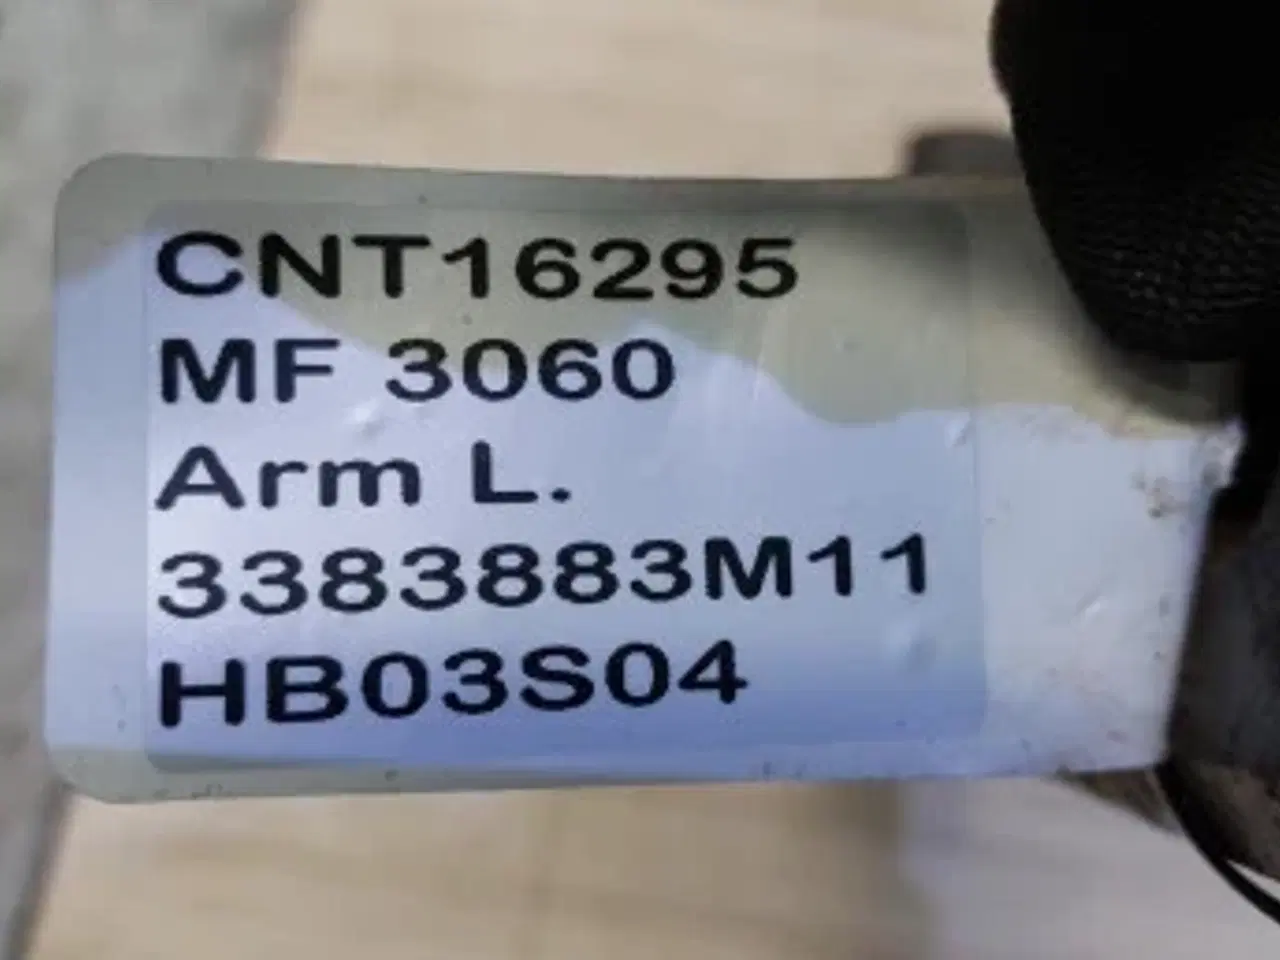 CNT16295
MF 3060
Arm L.
3383883M11
HB03S04